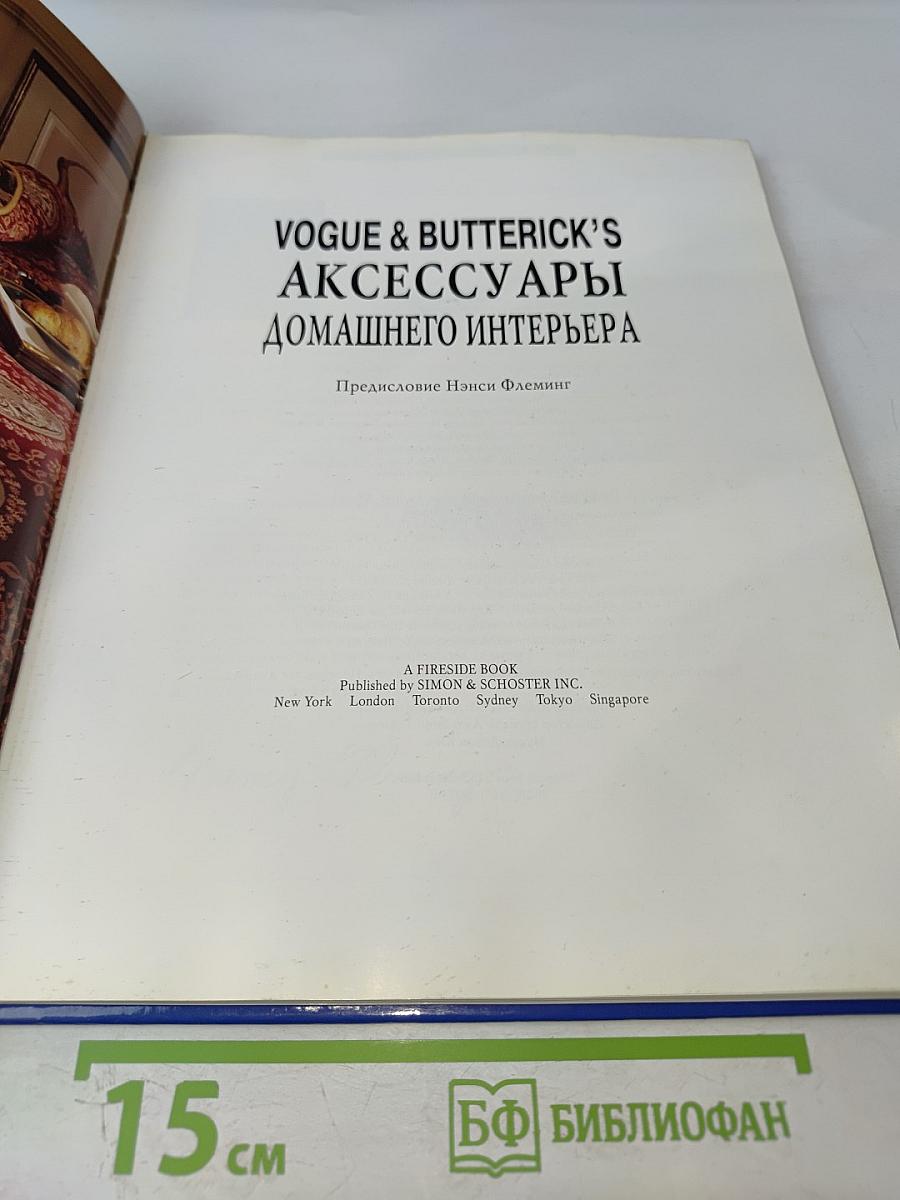 VOGUE & BUTTERICK'S
АКСЕССУАРЫ
ДОМАШНЕГО ИНТЕРЬЕРА
Предисловие Нэнси Флеминг
A FIRESIDE BOOK
Published by SIMON & SCHOSTER INC.
New York London Toronto Sydney Tokyo Singapore
15 см
БФ БИБЛИОФАН